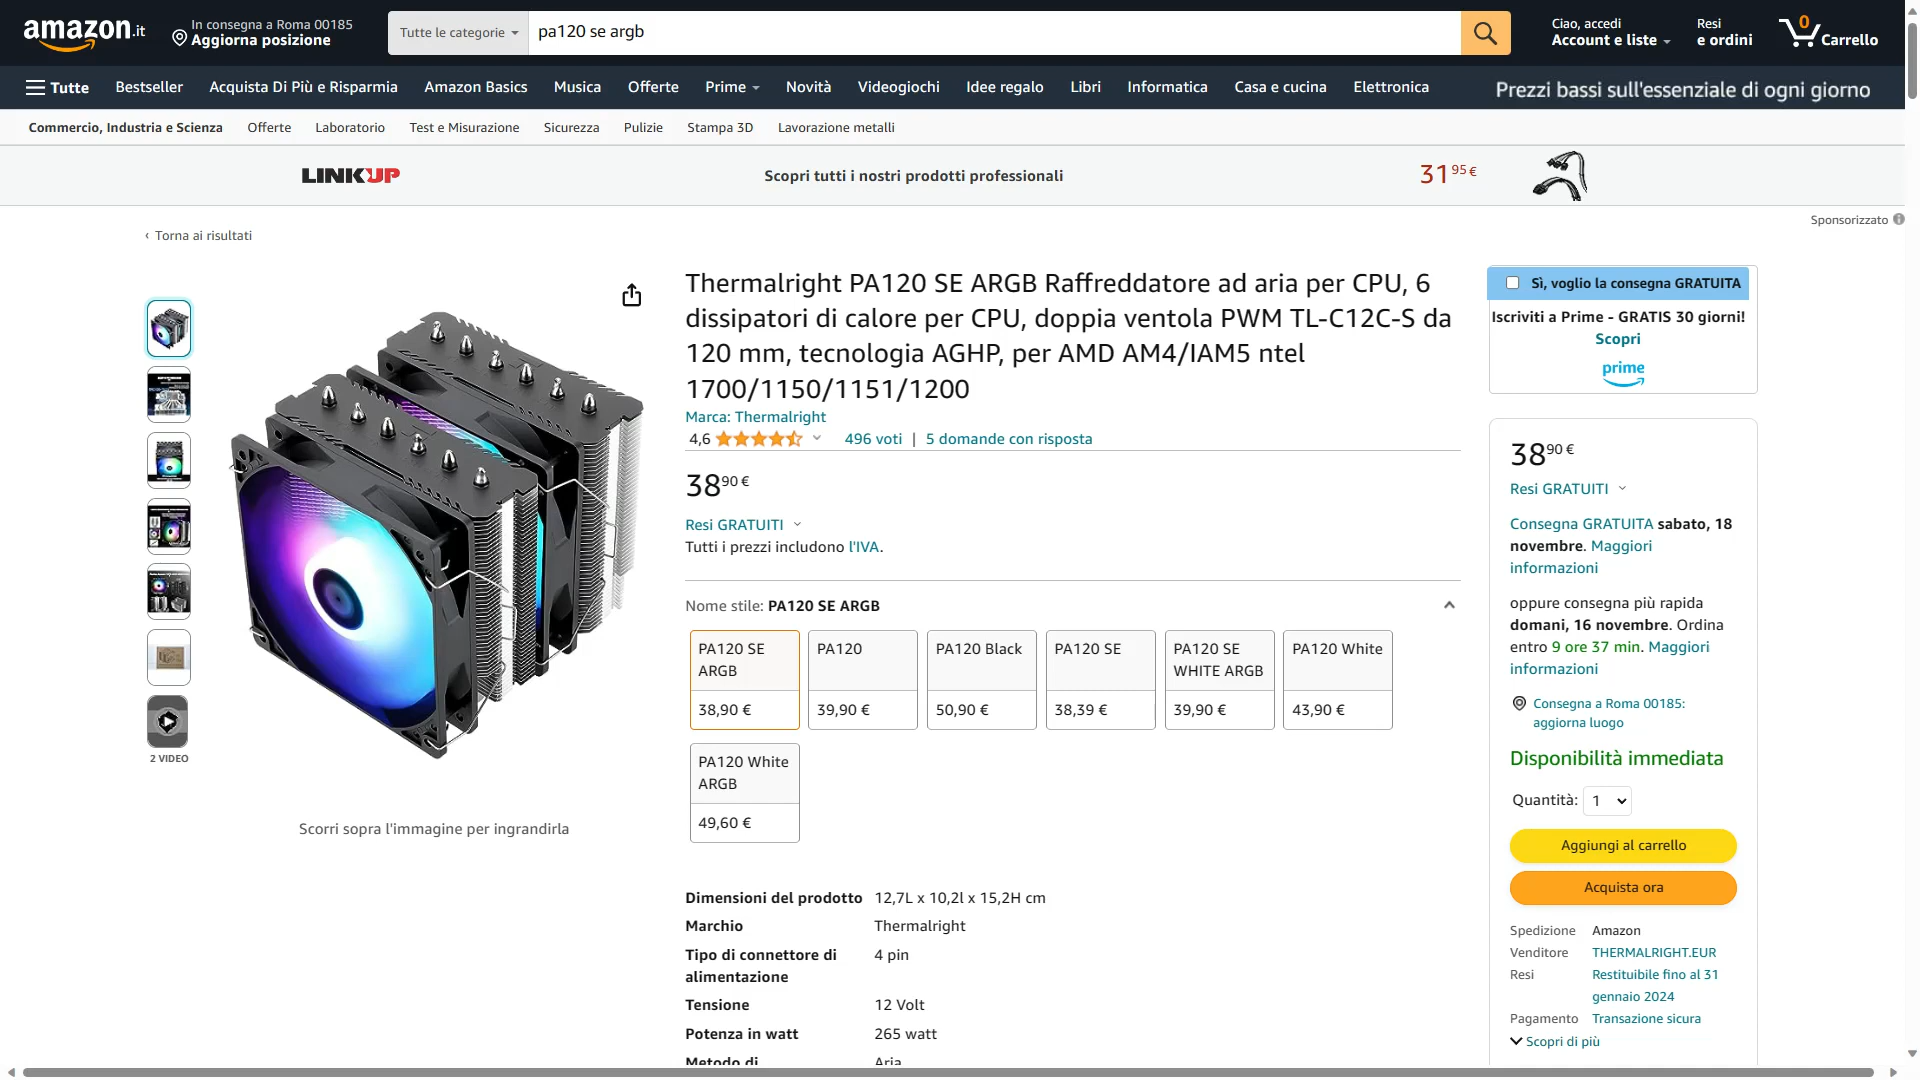 amazon.it
In consegna a Roma 00185
Aggiorna posizione
Tutte le categorie
pa120 se argb
Ciao, accedi
Account e liste
Resi
e ordini
0
Carrello
Tutte
Bestseller
Acquista Di Più e Risparmia
Amazon Basics
Musica
Offerte
Prime
Novità
Videogiochi
Idee regalo
Libri
Informatica
Casa e cucina
Elettronica
Prezzi bassi sull'essenziale di ogni giorno
Commercio, Industria e Scienza
Offerte
Laboratorio
Test e Misurazione
Sicurezza
Pulizie
Stampa 3D
Lavorazione metalli
LINKUP
Scopri tutti i nostri prodotti professionali
31 95 €
Sponsorizzato
‹ Torna ai risultati
2 VIDEO
Scorri sopra l'immagine per ingrandirla
Thermalright PA120 SE ARGB Raffreddatore ad aria per CPU, 6
dissipatori di calore per CPU, doppia ventola PWM TL-C12C-S da
120 mm, tecnologia AGHP, per AMD AM4/IAM5 ntel
1700/1150/1151/1200
Marca: Thermalright
4,6
496 voti | 5 domande con risposta
38 90 €
Resi GRATUITI
Tutti i prezzi includono l'IVA.
Nome stile: PA120 SE ARGB
PA120 SE
ARGB
38,90 €
PA120
39,90 €
PA120 Black
50,90 €
PA120 SE
38,39 €
PA120 SE
WHITE ARGB
39,90 €
PA120 White
43,90 €
PA120 White
ARGB
49,60 €
Dimensioni del prodotto 12,7L x 10,2l x 15,2H cm
Marchio Thermalright
Tipo di connettore di
alimentazione
4 pin
Tensione 12 Volt
Potenza in watt 265 watt
Metodo di Aria
Sì, voglio la consegna GRATUITA
Iscriviti a Prime - GRATIS 30 giorni!
Scopri
prime
38 90 €
Resi GRATUITI
Consegna GRATUITA sabato, 18
novembre. Maggiori
informazioni
oppure consegna più rapida
domani, 16 novembre. Ordina
entro 9 ore 37 min. Maggiori
informazioni
Consegna a Roma 00185:
aggiorna luogo
Disponibilità immediata
Quantità: 1
Aggiungi al carrello
Acquista ora
Spedizione Amazon
Venditore THERMALRIGHT.EUR
Resi Restituibile fino al 31
gennaio 2024
Pagamento Transazione sicura
Scopri di più